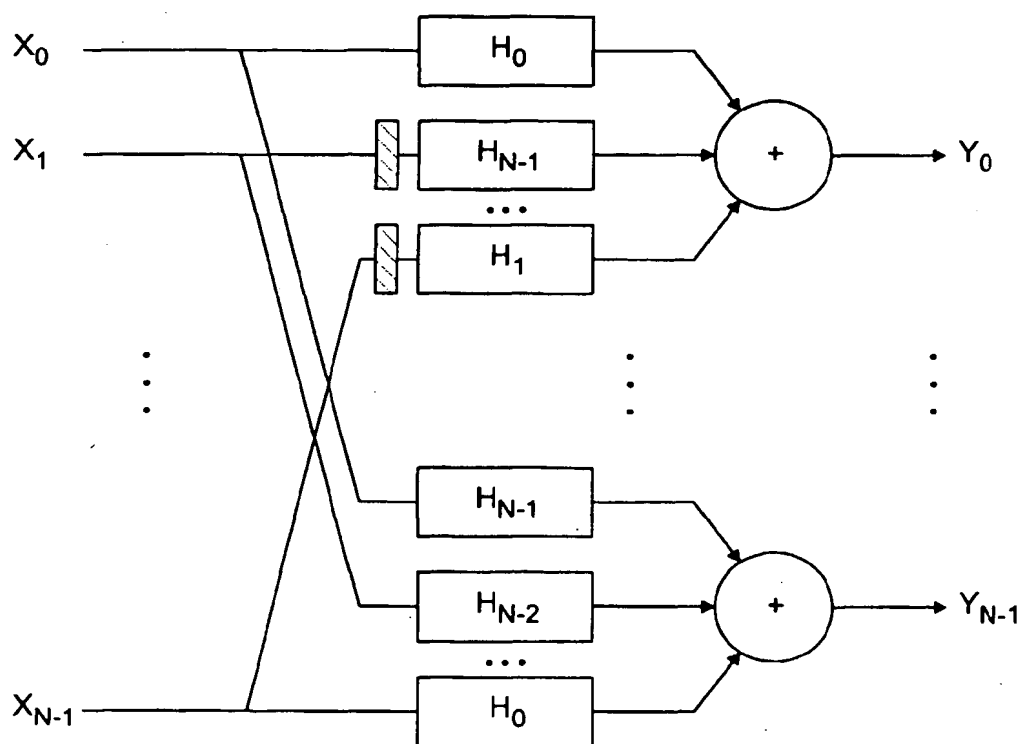 X0 H0
X1 HN-1 + Y0
...
H1
HN-1
HN-2 + YN-1
...
XN-1 H0